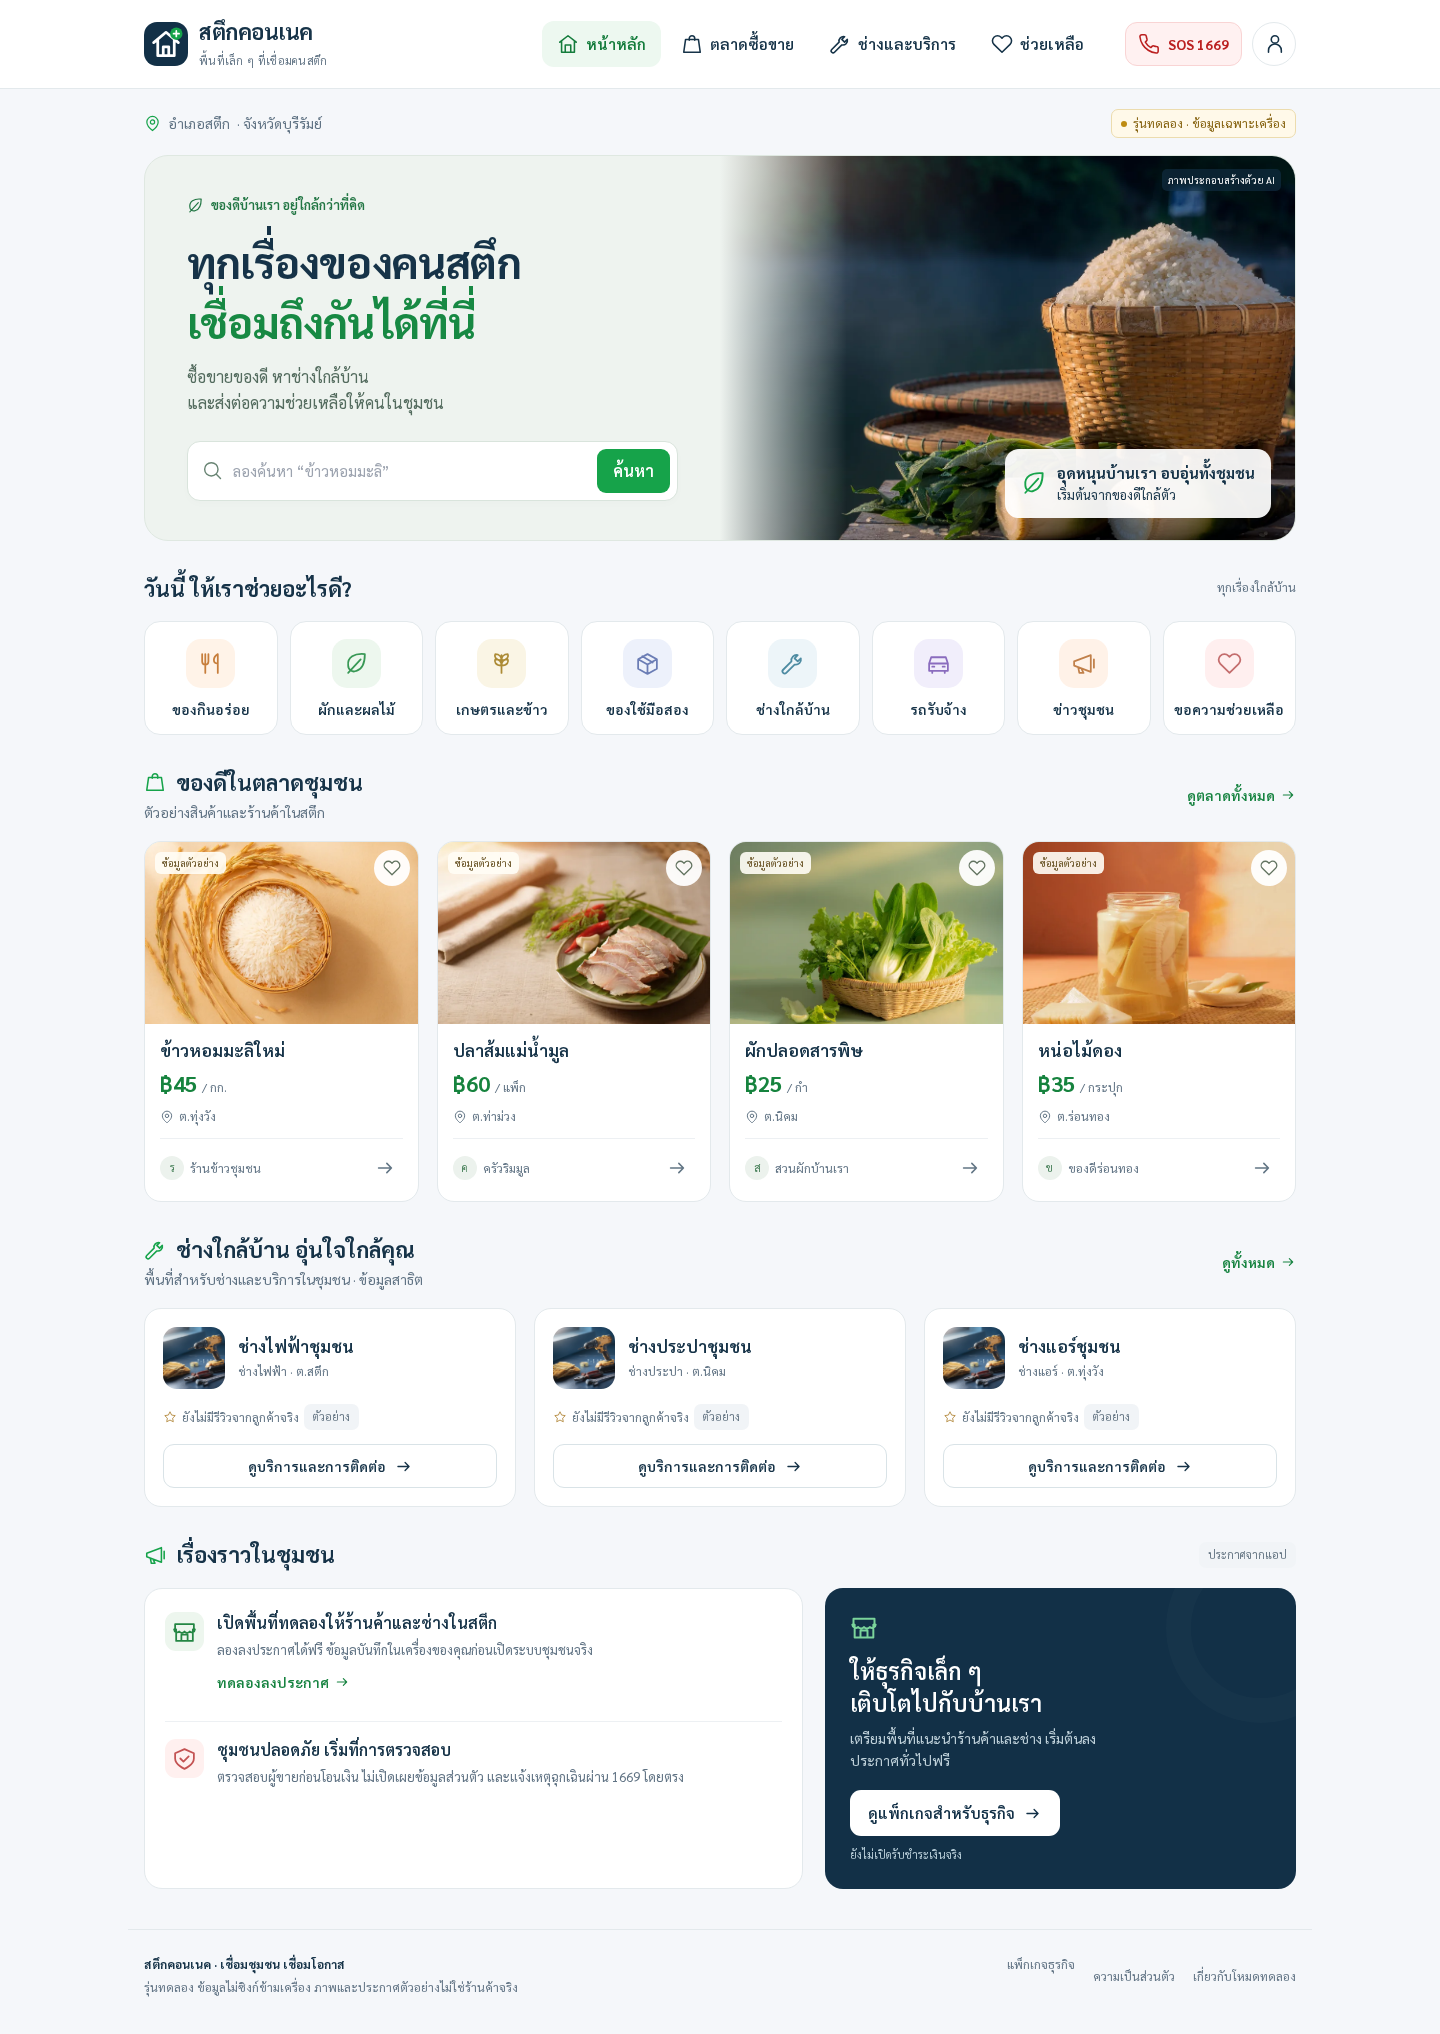 สตึกคอนเนค
พื้นที่เล็ก ๆ ที่เชื่อมคนสตึก
หน้าหลัก
ตลาดซื้อขาย
ช่างและบริการ
ช่วยเหลือ
SOS 1669
อำเภอสตึก · จังหวัดบุรีรัมย์
รุ่นทดลอง · ข้อมูลเฉพาะเครื่อง
ภาพประกอบสร้างด้วย AI
ของดีบ้านเรา อยู่ใกล้กว่าที่คิด
ทุกเรื่องของคนสตึก
เชื่อมถึงกันได้ที่นี่
ซื้อขายของดี หาช่างใกล้บ้าน
และส่งต่อความช่วยเหลือให้คนในชุมชน
ลองค้นหา “ข้าวหอมมะลิ”
ค้นหา
อุดหนุนบ้านเรา อบอุ่นทั้งชุมชน
เริ่มต้นจากของดีใกล้ตัว
วันนี้ ให้เราช่วยอะไรดี?
ทุกเรื่องใกล้บ้าน
ของกินอร่อย
ผักและผลไม้
เกษตรและข้าว
ของใช้มือสอง
ช่างใกล้บ้าน
รถรับจ้าง
ข่าวชุมชน
ขอความช่วยเหลือ
ของดีในตลาดชุมชน
ตัวอย่างสินค้าและร้านค้าในสตึก
ดูตลาดทั้งหมด
ข้อมูลตัวอย่าง
ข้อมูลตัวอย่าง
ข้อมูลตัวอย่าง
ข้อมูลตัวอย่าง
ข้าวหอมมะลิใหม่
฿45 / กก.
ต.ทุ่งวัง
ร ร้านข้าวชุมชน
ปลาส้มแม่น้ำมูล
฿60 / แพ็ก
ต.ท่าม่วง
ค ครัวริมมูล
ผักปลอดสารพิษ
฿25 / กำ
ต.นิคม
ส สวนผักบ้านเรา
หน่อไม้ดอง
฿35 / กระปุก
ต.ร่อนทอง
ข ของดีร่อนทอง
ช่างใกล้บ้าน อุ่นใจใกล้คุณ
พื้นที่สำหรับช่างและบริการในชุมชน · ข้อมูลสาธิต
ดูทั้งหมด
ช่างไฟฟ้าชุมชน
ช่างไฟฟ้า · ต.สตึก
ยังไม่มีรีวิวจากลูกค้าจริง ตัวอย่าง
ดูบริการและการติดต่อ
ช่างประปาชุมชน
ช่างประปา · ต.นิคม
ยังไม่มีรีวิวจากลูกค้าจริง ตัวอย่าง
ดูบริการและการติดต่อ
ช่างแอร์ชุมชน
ช่างแอร์ · ต.ทุ่งวัง
ยังไม่มีรีวิวจากลูกค้าจริง ตัวอย่าง
ดูบริการและการติดต่อ
เรื่องราวในชุมชน
ประกาศจากแอป
เปิดพื้นที่ทดลองให้ร้านค้าและช่างในสตึก
ลองลงประกาศได้ฟรี ข้อมูลบันทึกในเครื่องของคุณก่อนเปิดระบบชุมชนจริง
ทดลองลงประกาศ
ชุมชนปลอดภัย เริ่มที่การตรวจสอบ
ตรวจสอบผู้ขายก่อนโอนเงิน ไม่เปิดเผยข้อมูลส่วนตัว และแจ้งเหตุฉุกเฉินผ่าน 1669 โดยตรง
ให้ธุรกิจเล็ก ๆ
เติบโตไปกับบ้านเรา
เตรียมพื้นที่แนะนำร้านค้าและช่าง เริ่มต้นลง
ประกาศทั่วไปฟรี
ดูแพ็กเกจสำหรับธุรกิจ
ยังไม่เปิดรับชำระเงินจริง
สตึกคอนเนค · เชื่อมชุมชน เชื่อมโอกาส
รุ่นทดลอง ข้อมูลไม่ซิงก์ข้ามเครื่อง ภาพและประกาศตัวอย่างไม่ใช่ร้านค้าจริง
แพ็กเกจธุรกิจ
ความเป็นส่วนตัว
เกี่ยวกับโหมดทดลอง